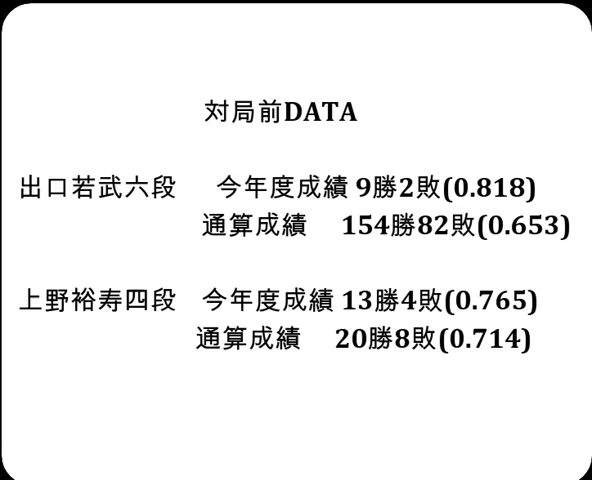 対局前DATA
出口若武六段 今年度成績 9勝2敗(0.818)
通算成績 154勝82敗(0.653)
上野裕寿四段 今年度成績 13勝4敗(0.765)
通算成績 20勝8敗(0.714)